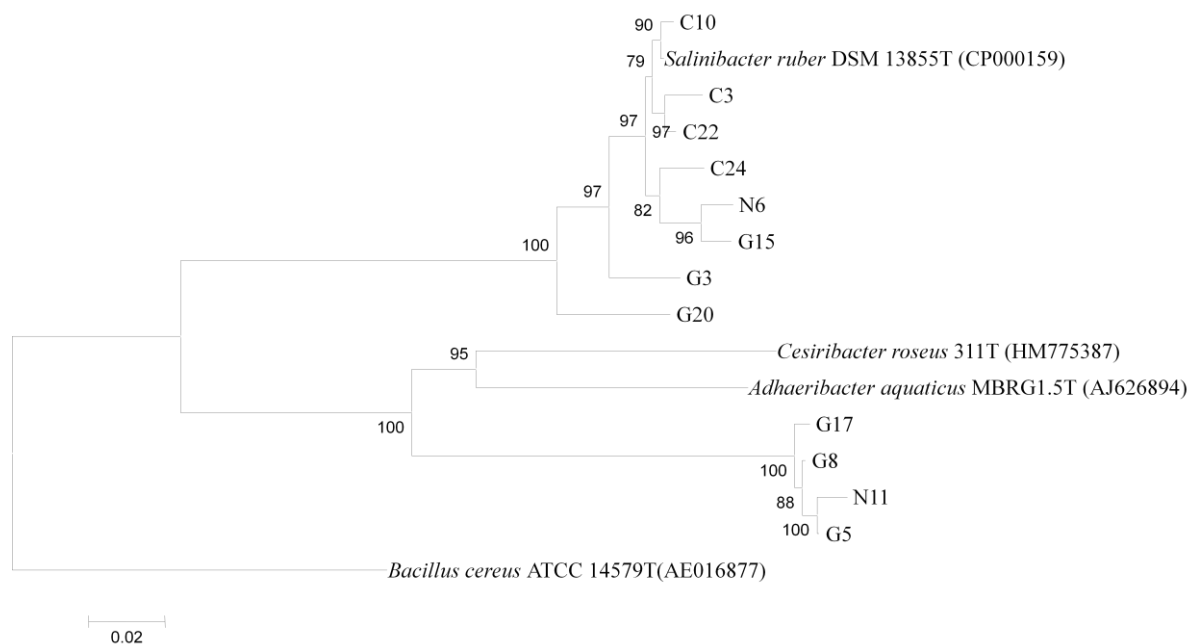 90
C10
Salinibacter ruber DSM 13855T (CP000159)
79
C3
97
97
C22
C24
97
N6
82
96
G15
100
G3
G20
95
Cesiribacter roseus 311T (HM775387)
Adhaeribacter aquaticus MBRG1.5T (AJ626894)
100
G17
100
G8
88
N11
100
G5
Bacillus cereus ATCC 14579T(AE016877)
0.02